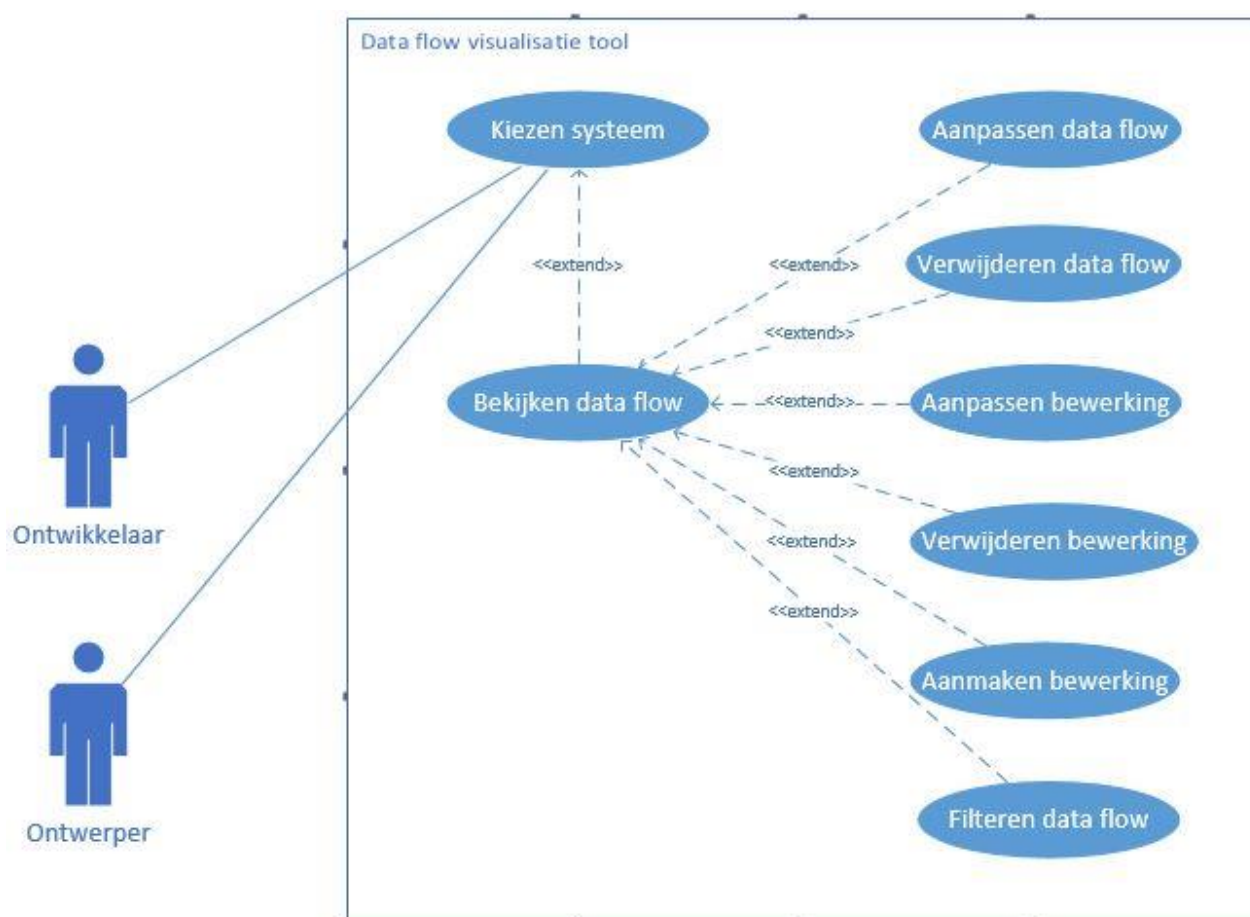 Data flow visualisatie tool
Kiezen systeem
Aanpassen data flow
<<extend>>
<<extend>>
Verwijderen data flow
<<extend>>
Bekijken data flow
<<extend>>
Aanpassen bewerking
<<extend>>
Ontwikkelaar
<<extend>>
Verwijderen bewerking
<<extend>>
Aanmaken bewerking
Ontwerper
Filteren data flow